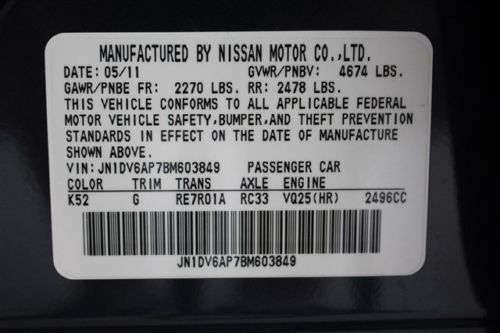 MANUFACTURED BY NISSAN MOTOR CO.,LTD.
DATE: 05/11 GVWR/PNBV: 4674 LBS.
GAWR/PNBE FR: 2270 LBS. RR: 2478 LBS.
THIS VEHICLE CONFORMS TO ALL APPLICABLE FEDERAL
MOTOR VEHICLE SAFETY, BUMPER, AND THEFT PREVENTION
STANDARDS IN EFFECT ON THE DATE OF MANUFACTURE
SHOWN ABOVE.
VIN: JN1DV6AP7BM603849 PASSENGER CAR
COLOR TRIM TRANS AXLE ENGINE
K52 G RE7R01A RC33 VQ25(HR) 2496CC
JN1DV6AP7BM603849